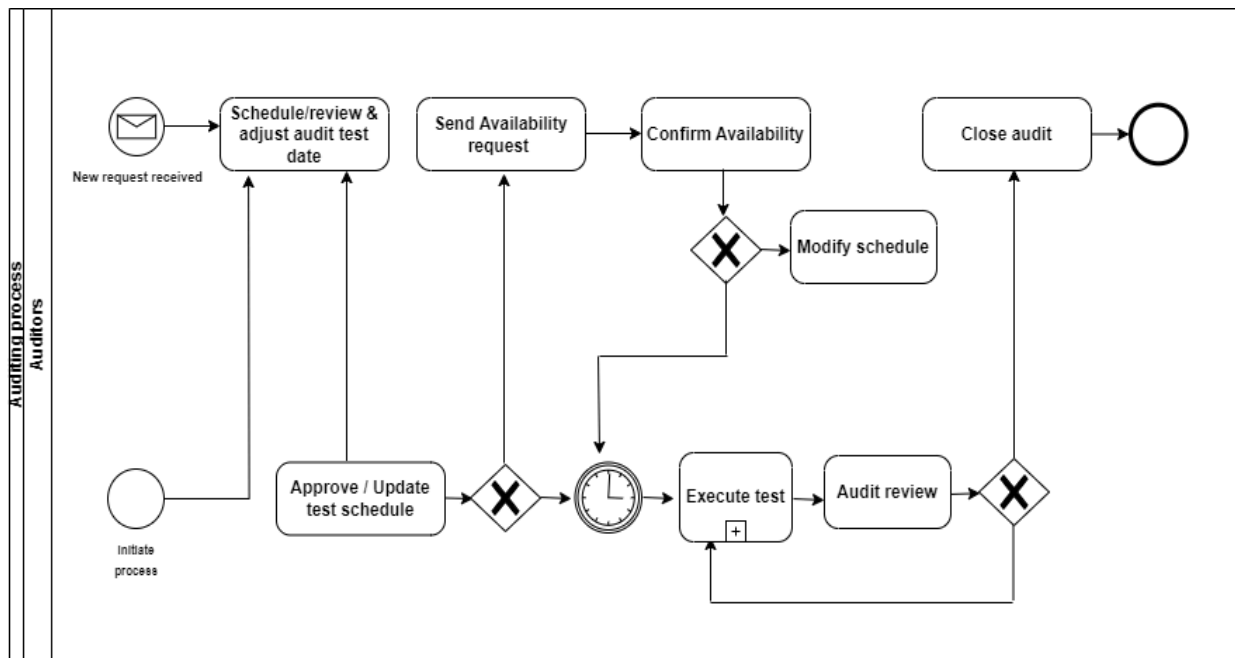 Auditing process
Auditors
New request received
Schedule/review &
adjust audit test
date
Send Availability
request
Confirm Availability
Close audit
Modify schedule
Initiate
process
Approve / Update
test schedule
Execute test
+
Audit review